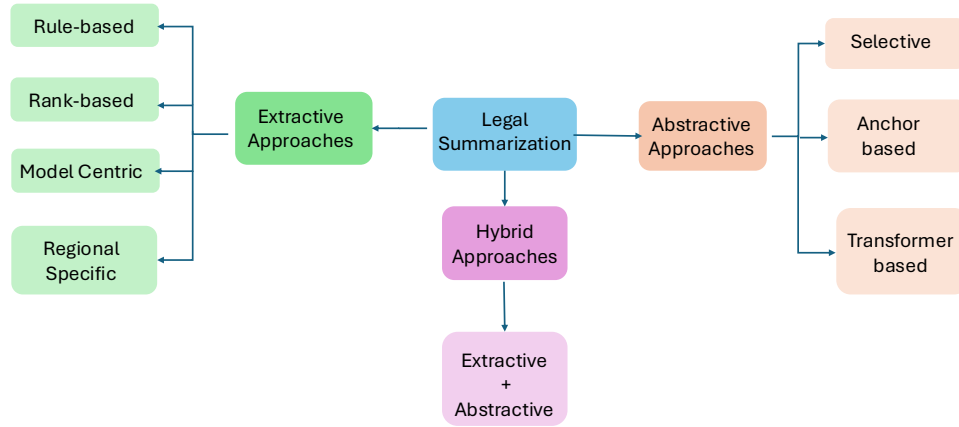 Rule-based
Rank-based
Model Centric
Regional
Specific
Extractive
Approaches
Legal
Summarization
Hybrid
Approaches
Extractive
+
Abstractive
Abstractive
Approaches
Selective
Anchor
based
Transformer
based